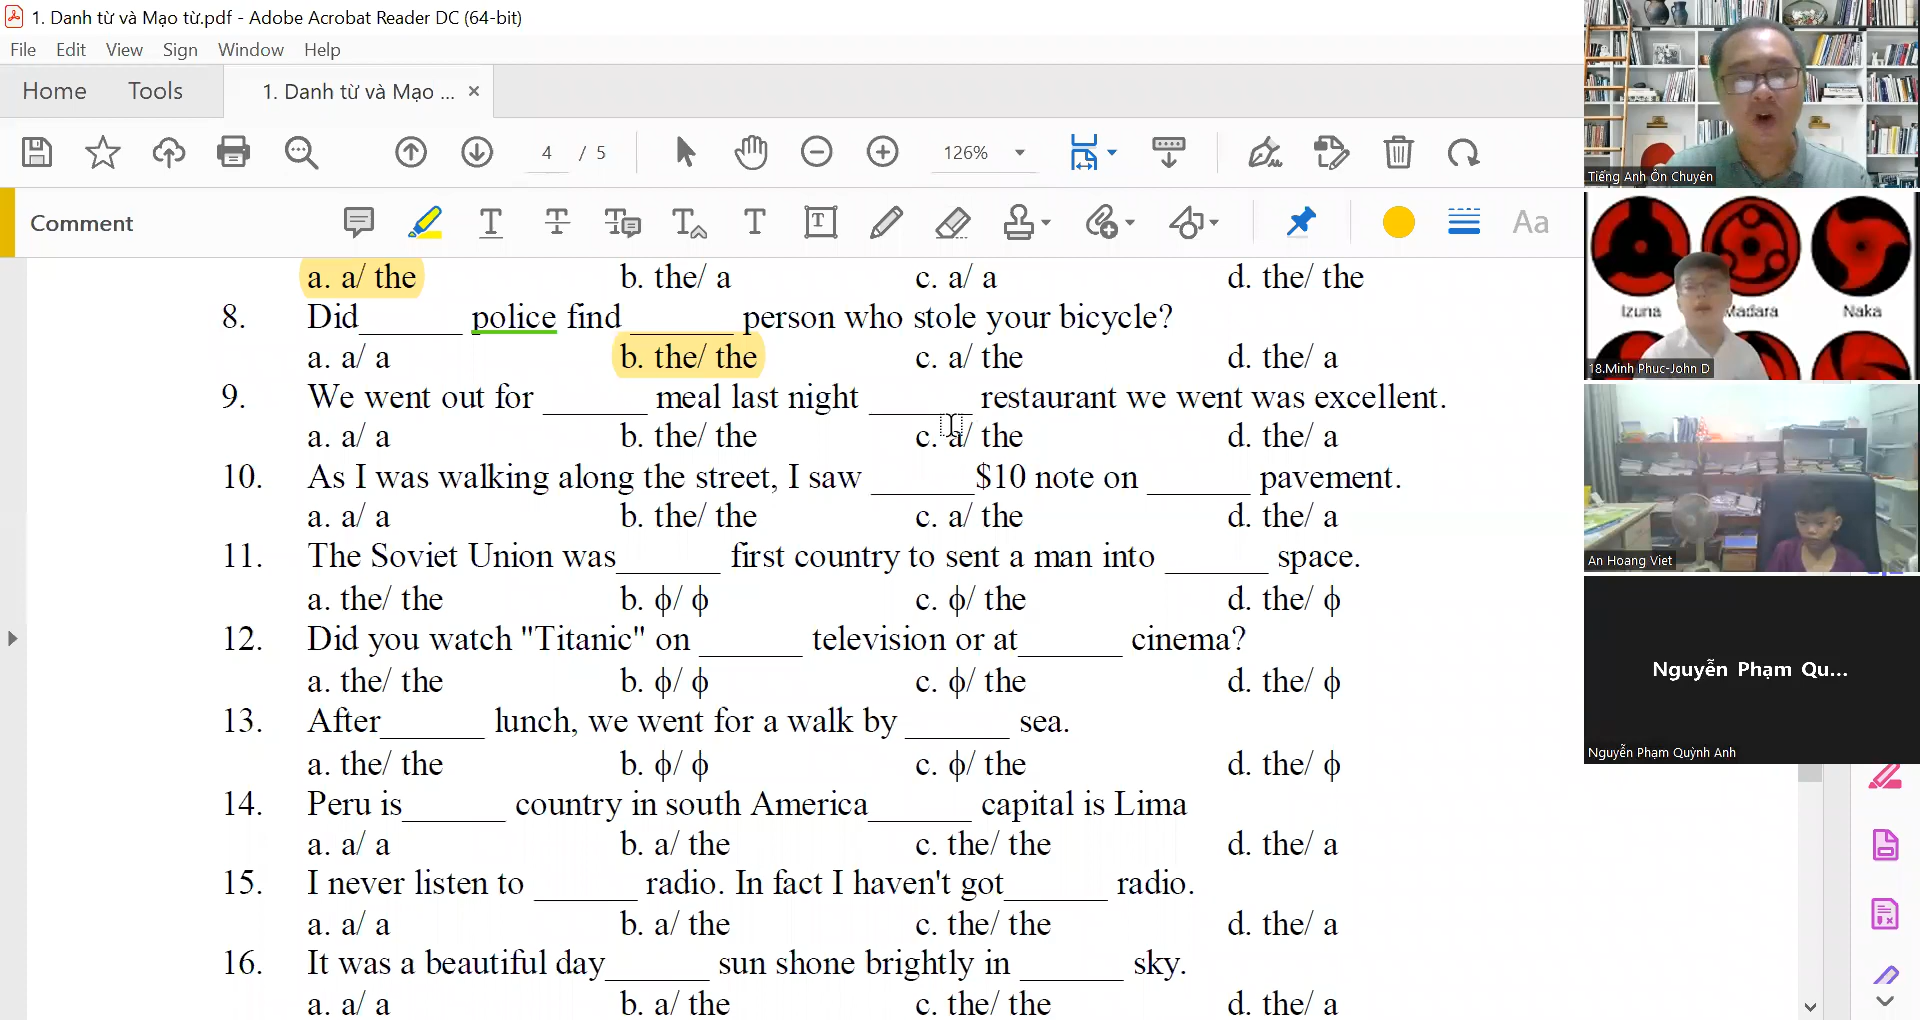 1. Danh từ và Mạo từ.pdf - Adobe Acrobat Reader DC (64-bit)
File Edit View Sign Window Help
Home Tools 1. Danh từ và Mạo ... ×
4 / 5 126%
Comment
a. a/ the b. the/ a c. a/ a d. the/ the
8. Did______ police find ______ person who stole your bicycle?
a. a/ a b. the/ the c. a/ the d. the/ a
9. We went out for ______ meal last night ______ restaurant we went was excellent.
a. a/ a b. the/ the c. a/ the d. the/ a
10. As I was walking along the street, I saw ______$10 note on ______ pavement.
a. a/ a b. the/ the c. a/ the d. the/ a
11. The Soviet Union was______ first country to sent a man into ______ space.
a. the/ the b. ϕ/ ϕ c. ϕ/ the d. the/ ϕ
12. Did you watch "Titanic" on ______ television or at______ cinema?
a. the/ the b. ϕ/ ϕ c. ϕ/ the d. the/ ϕ
13. After______ lunch, we went for a walk by ______ sea.
a. the/ the b. ϕ/ ϕ c. ϕ/ the d. the/ ϕ
14. Peru is______ country in south America______ capital is Lima
a. a/ a b. a/ the c. the/ the d. the/ a
15. I never listen to ______ radio. In fact I haven't got______ radio.
a. a/ a b. a/ the c. the/ the d. the/ a
16. It was a beautiful day______ sun shone brightly in ______ sky.
a. a/ a b. a/ the c. the/ the d. the/ a
Tiếng Anh Ôn Chuyên
Izuna Madara Naka
18.Minh Phuc-John D
An Hoang Viet
Nguyễn Phạm Qu...
Nguyễn Phạm Quỳnh Anh